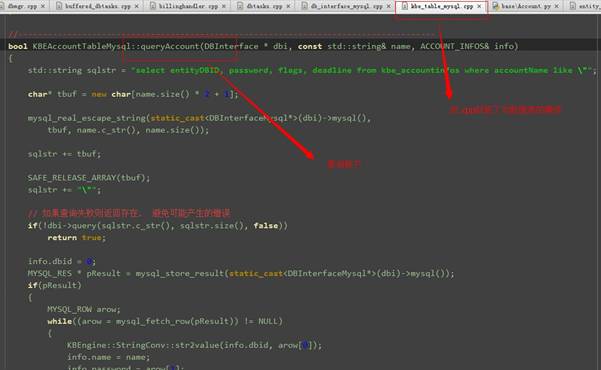 dbmgr.cpp buffered_dbtasks.cpp billinghandler.cpp dbtasks.cpp db_interface_mysql.cpp kbe_table_mysql.cpp base\Account.py entity_
//-------------------------------------------------------------------------------------
bool KBEAccountTableMysql::queryAccount(DBInterface * dbi, const std::string& name, ACCOUNT_INFOS& info)
{
std::string sqlstr = "select entityDBID, password, flags, deadline from kbe_accountinfos where accountName like \"";
char* tbuf = new char[name.size() * 2 + 1];
mysql_real_escape_string(static_cast<DBInterfaceMysql*>(dbi)->mysql(),
tbuf, name.c_str(), name.size());
sqlstr += tbuf;
SAFE_RELEASE_ARRAY(tbuf);
sqlstr += "\"";
// 如果查询失败则返回存在, 避免可能产生的错误
if(!dbi->query(sqlstr.c_str(), sqlstr.size(), false))
return true;
info.dbid = 0;
MYSQL_RES * pResult = mysql_store_result(static_cast<DBInterfaceMysql*>(dbi)->mysql());
if(pResult)
{
MYSQL_ROW arow;
while((arow = mysql_fetch_row(pResult)) != NULL)
{
KBEngine::StringConv::str2value(info.dbid, arow[0]);
info.name = name;
info.password = arow[1];